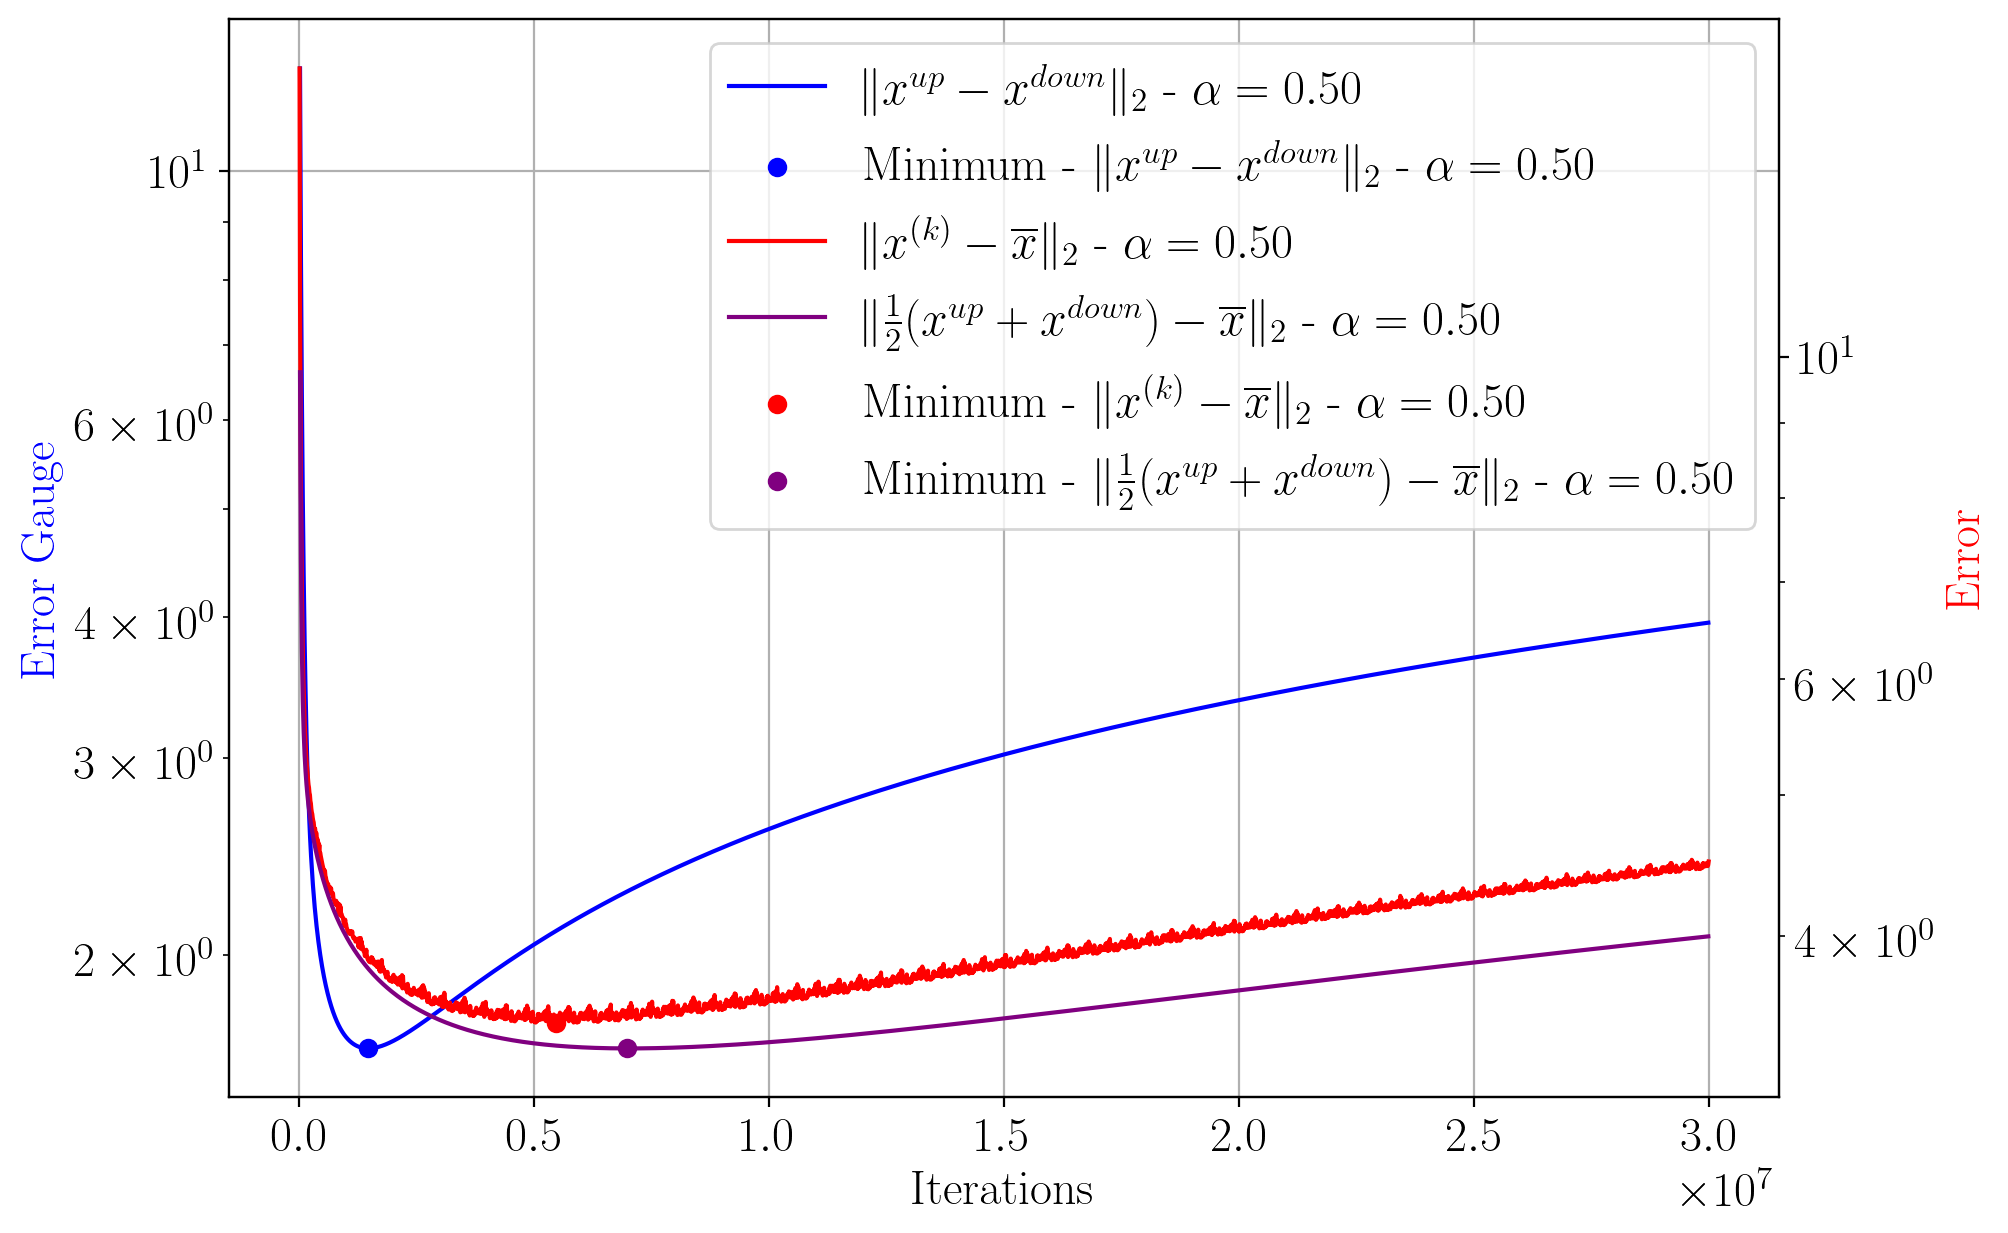 ‖x^{up} − x^{down}‖₂ - α = 0.50
Minimum - ‖x^{up} − x^{down}‖₂ - α = 0.50
‖x^{(k)} − x̅‖₂ - α = 0.50
‖½(x^{up} + x^{down}) − x̅‖₂ - α = 0.50
Minimum - ‖x^{(k)} − x̅‖₂ - α = 0.50
Minimum - ‖½(x^{up} + x^{down}) − x̅‖₂ - α = 0.50
Error Gauge
10¹
6 × 10⁰
4 × 10⁰
3 × 10⁰
2 × 10⁰
10¹
6 × 10⁰
4 × 10⁰
Error
0.0 0.5 1.0 1.5 2.0 2.5 3.0
Iterations
×10⁷